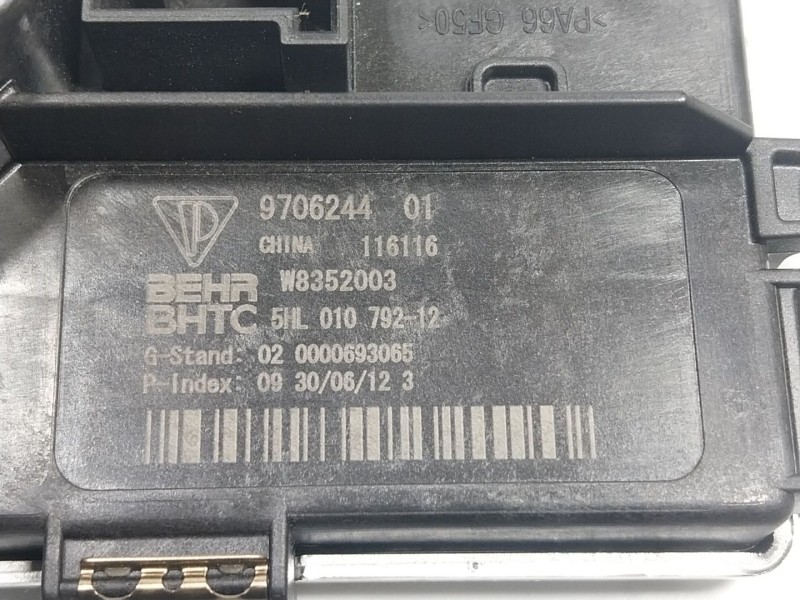 >PA66 GF50<
9706244 01
CHINA 116116
BEHR W8352003
BHTC 5HL 010 792-12
G-Stand: 02 0000693065
P-Index: 09 30/06/12 3